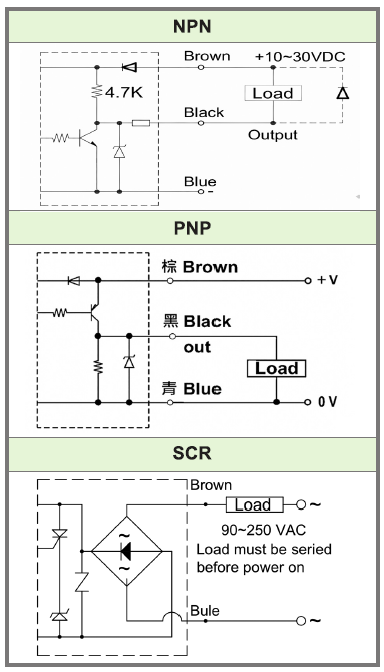 NPN
Brown +10~30VDC
4.7K
Load
Black
Output
Blue
-
PNP
棕 Brown
+V
黑 Black
out
Load
青 Blue
0V
SCR
Brown
Load ~
90~250 VAC
~
Load must be seried
before power on
~
Bule ~